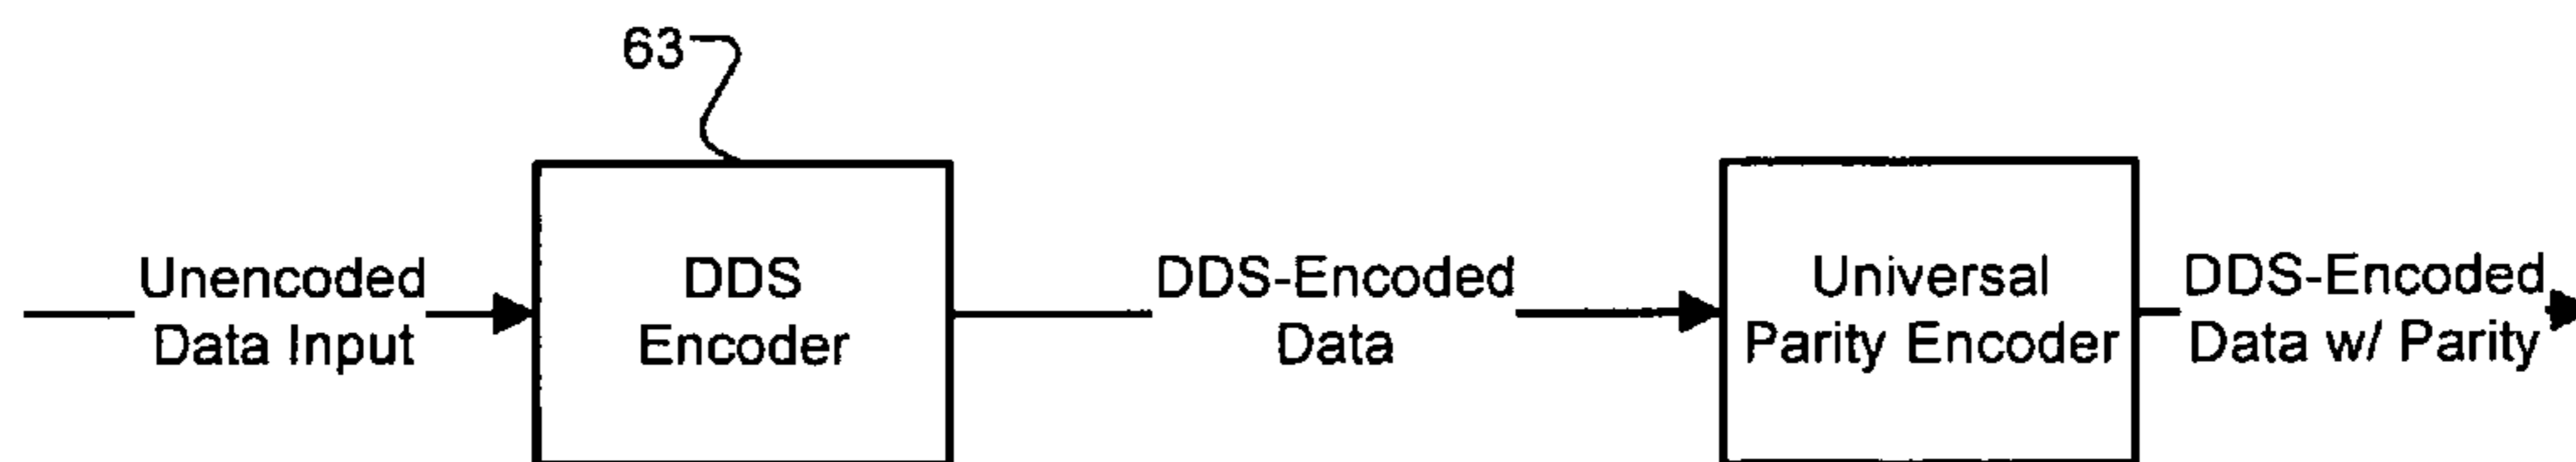 63
Unencoded
Data Input
DDS
Encoder
DDS-Encoded
Data
Universal
Parity Encoder
DDS-Encoded
Data w/ Parity